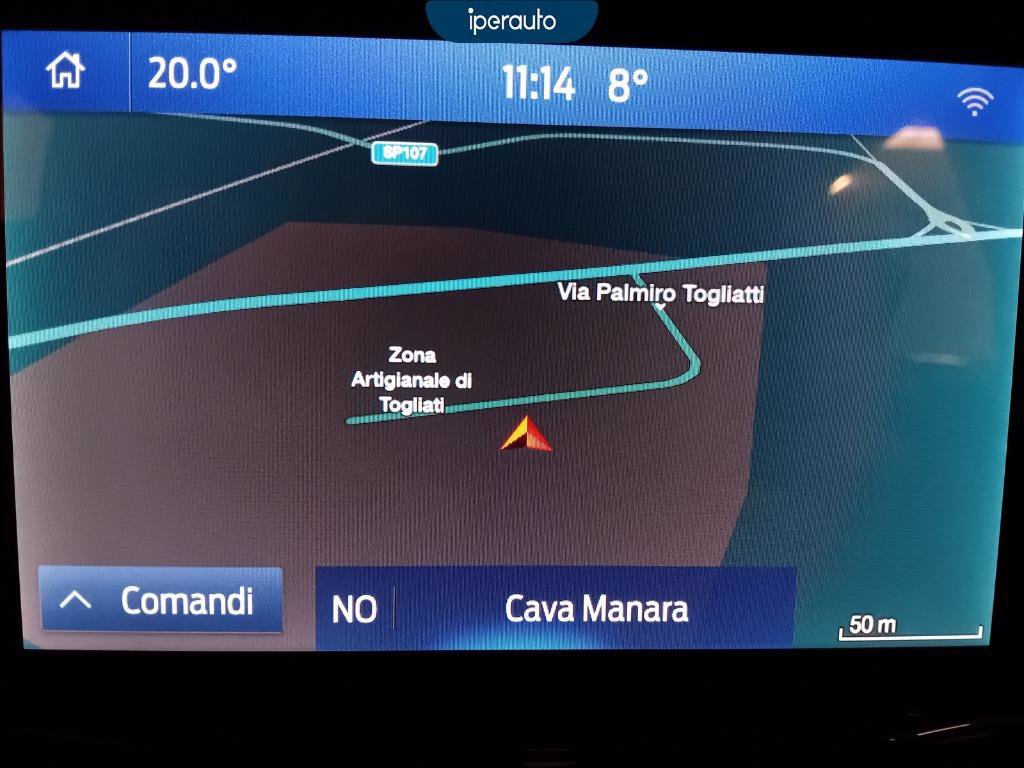 iperauto
20.0°
11:14 8°
SP107
Via Palmiro Togliatti
Zona
Artigianale di
Togliati
Comandi
NO
Cava Manara
50 m